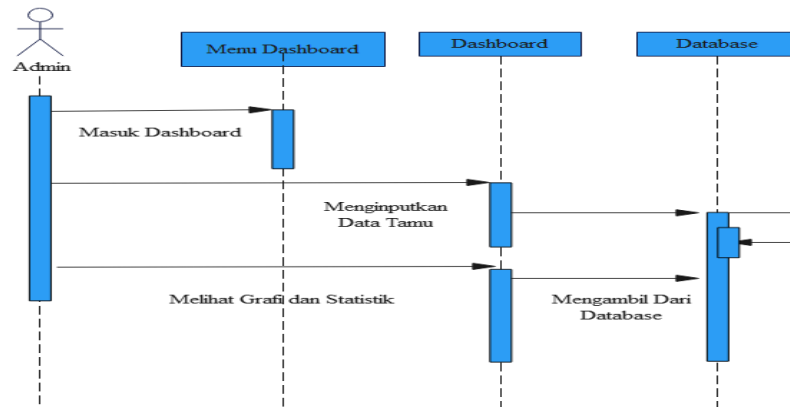 Admin
Menu Dashboard
Dashboard
Database
Masuk Dashboard
Menginputkan
Data Tamu
Melihat Grafi dan Statistik
Mengambil Dari
Database